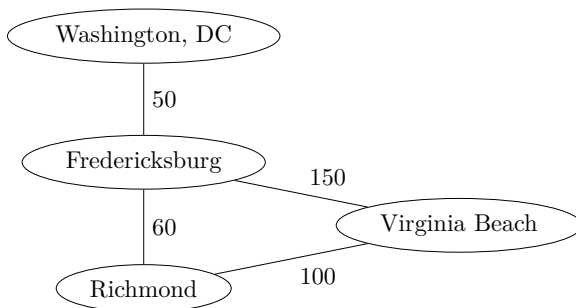 Washington, DC
50
Fredericksburg
150
60
Virginia Beach
100
Richmond